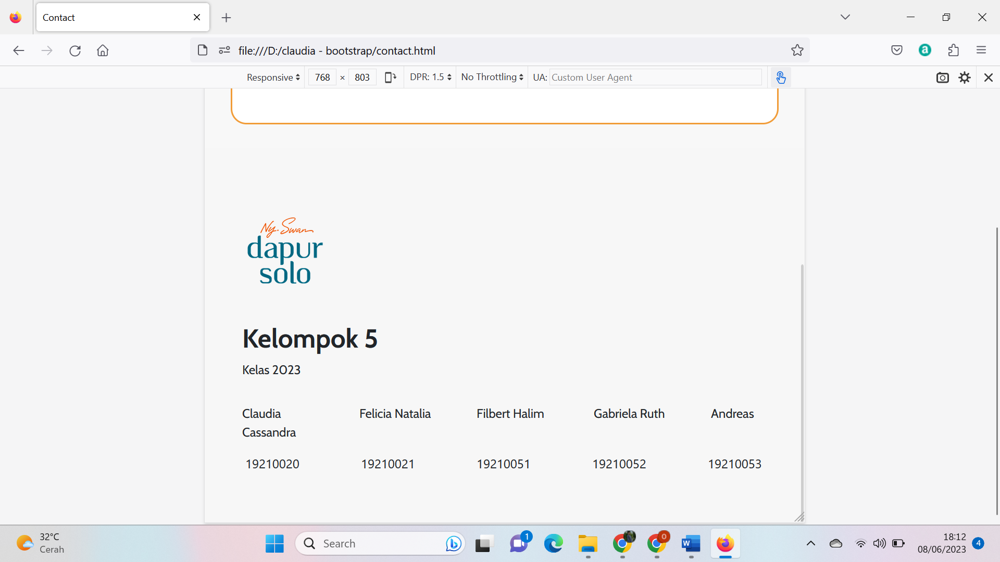 Contact
file:///D:/claudia - bootstrap/contact.html
Responsive 768 × 803 DPR: 1.5 No Throttling UA: Custom User Agent
Ny. Swan
dapur
solo
Kelompok 5
Kelas 2023
Claudia Cassandra
Felicia Natalia
Filbert Halim
Gabriela Ruth
Andreas
19210020 19210021 19210051 19210052 19210053
32°C
Cerah
Search
a
1
0
W
18:12
08/06/2023
4